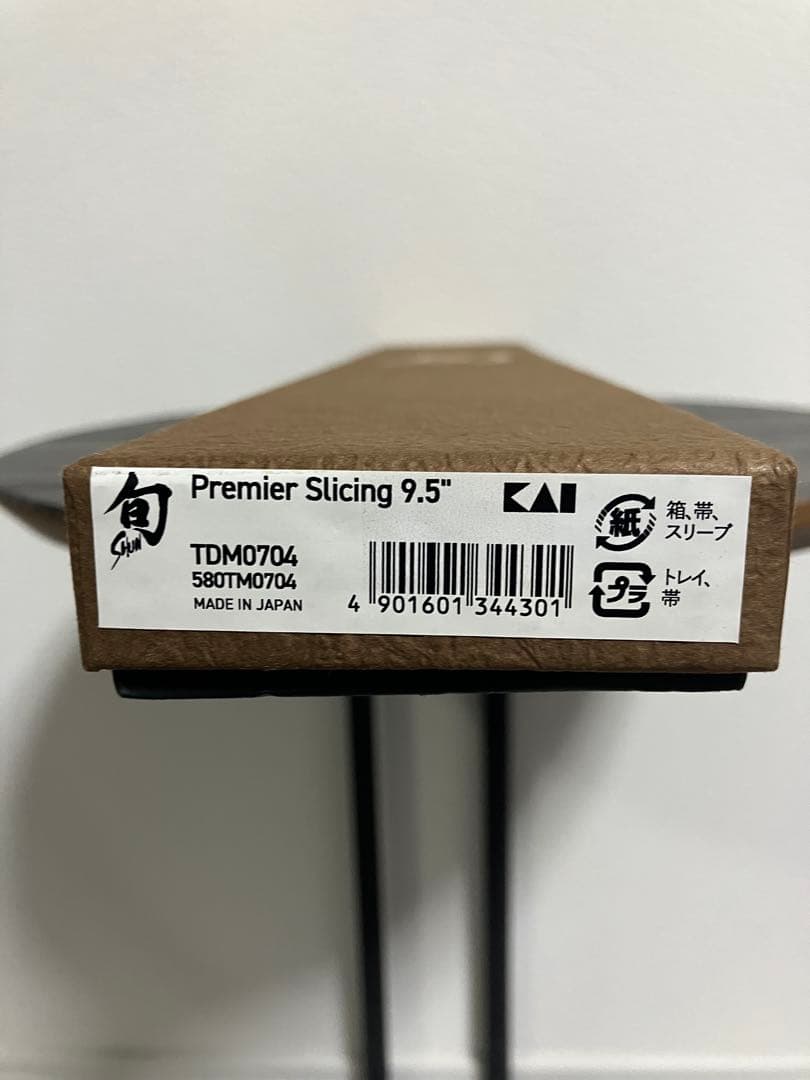 旬
SHUN
Premier Slicing 9.5"
KAI
TDM0704
580TM0704
MADE IN JAPAN
4 901601 344301
紙
箱、帯、
スリーブ
プラ
トレイ、
帯